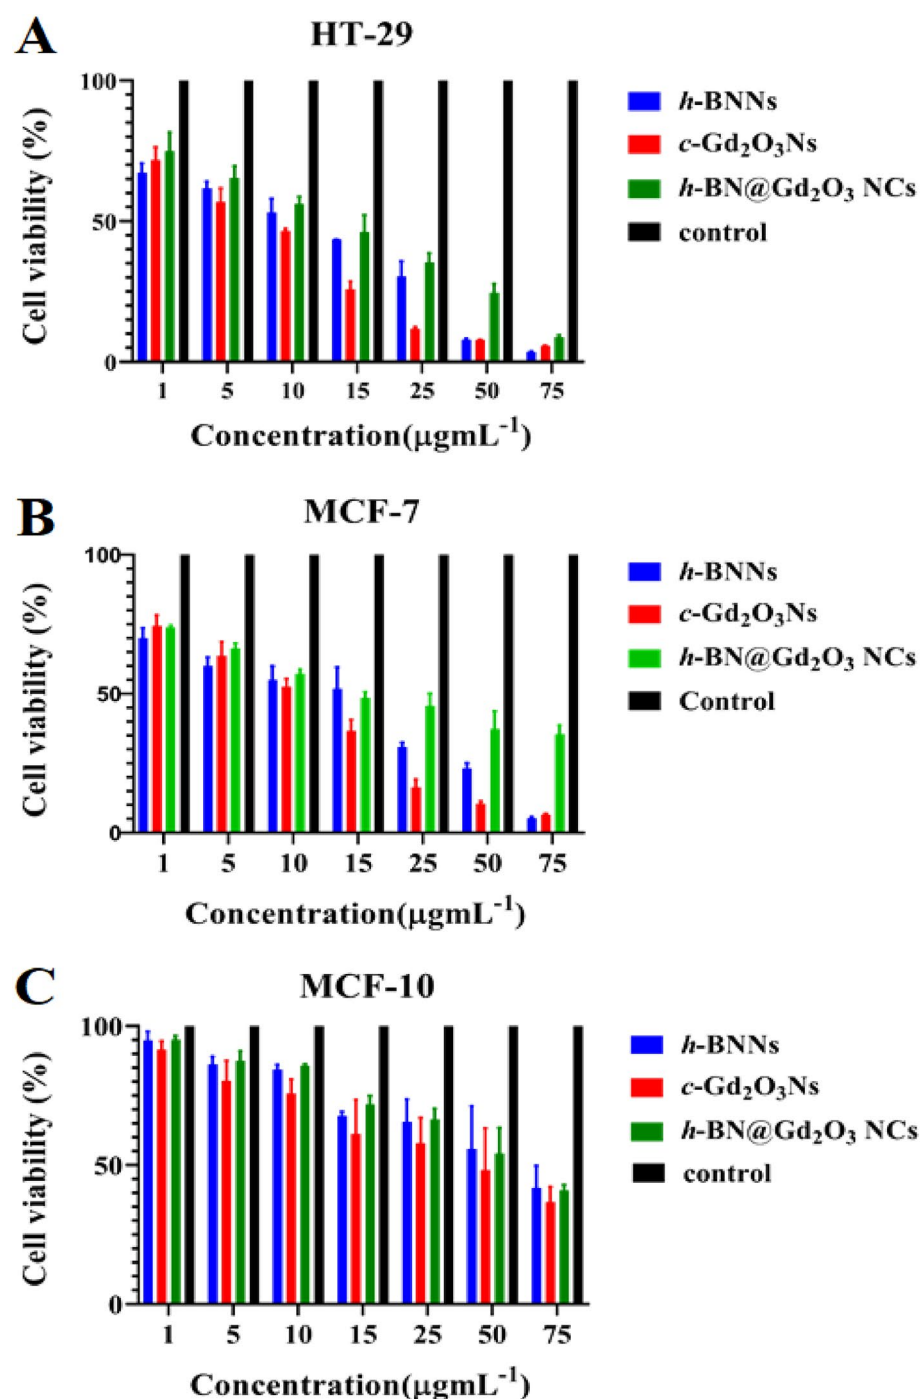 A
HT-29
Cell viability (%)
100
50
0
1 5 10 15 25 50 75
Concentration(μgmL⁻¹)
h-BNNs
c-Gd₂O₃Ns
h-BN@Gd₂O₃ NCs
control
B
MCF-7
Cell viability (%)
100
50
0
1 5 10 15 25 50 75
Concentration(μgmL⁻¹)
h-BNNs
c-Gd₂O₃Ns
h-BN@Gd₂O₃ NCs
Control
C
MCF-10
Cell viability (%)
100
50
0
1 5 10 15 25 50 75
Concentration(μgmL⁻¹)
h-BNNs
c-Gd₂O₃Ns
h-BN@Gd₂O₃ NCs
control